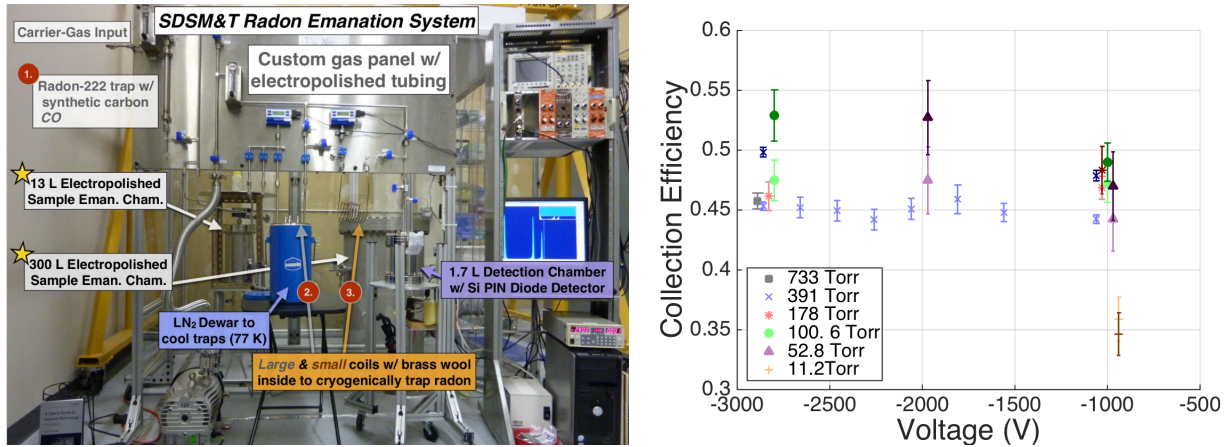 SDSM&T Radon Emanation System
Carrier-Gas Input
Custom gas panel w/
electropolished tubing
1.
Radon-222 trap w/
synthetic carbon
CO
13 L Electropolished
Sample Eman. Cham.
300 L Electropolished
Sample Eman. Cham.
2.
3.
1.7 L Detection Chamber
w/ Si PIN Diode Detector
LN2 Dewar to
cool traps (77 K)
Large & small coils w/ brass wool
inside to cryogenically trap radon
Collection Efficiency
0.6
0.55
0.5
0.45
0.4
0.35
0.3
733 Torr
391 Torr
178 Torr
100. 6 Torr
52.8 Torr
11.2Torr
-3000
-2500
-2000
-1500
-1000
-500
Voltage (V)